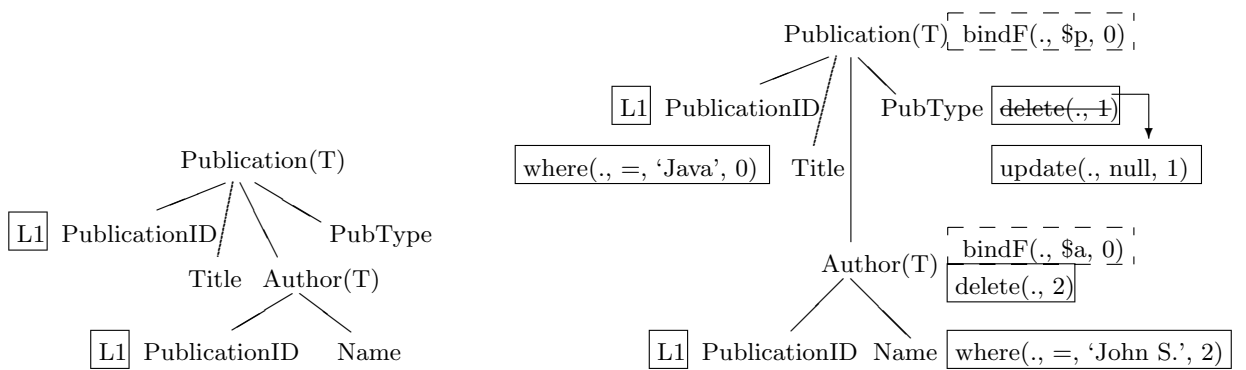 Publication(T)
L1 PublicationID PubType
Title Author(T)
L1 PublicationID Name
Publication(T) bindF(., $p, 0)
L1 PublicationID PubType delete(., 1)
where(., =, ‘Java’, 0) Title update(., null, 1)
bindF(., $a, 0)
Author(T)
delete(., 2)
L1 PublicationID Name where(., =, ‘John S.’, 2)